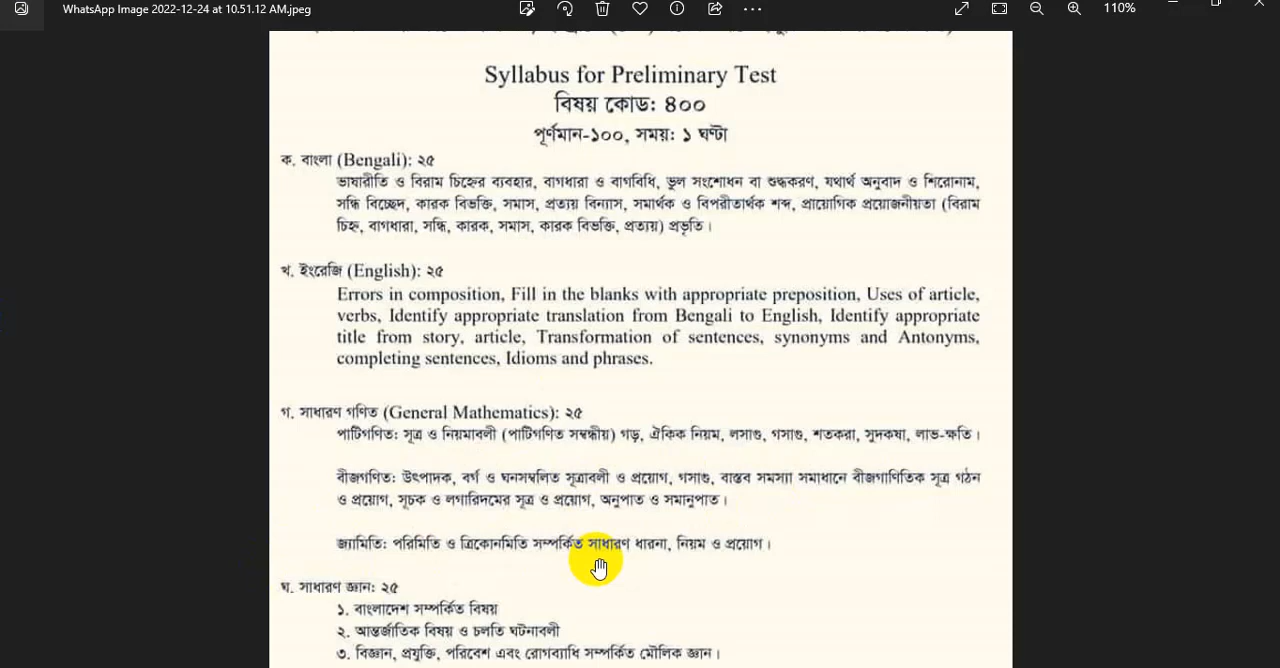 WhatsApp Image 2022-12-24 at 10.51.12 AM.jpeg
110%
Syllabus for Preliminary Test
বিষয় কোড: ৪০০
পূর্ণমান-১০০, সময়: ১ ঘণ্টা
ক. বাংলা (Bengali): ২৫
ভাষারীতি ও বিরাম চিহ্নের ব্যবহার, বাগধারা ও বাগবিধি, ভুল সংশোধন বা শুদ্ধকরণ, যথার্থ অনুবাদ ও শিরোনাম,
সন্ধি বিচ্ছেদ, কারক বিভক্তি, সমাস, প্রত্যয় বিন্যাস, সমার্থক ও বিপরীতার্থক শব্দ, প্রায়োগিক প্রয়োজনীয়তা (বিরাম
চিহ্ন, বাগধারা, সন্ধি, কারক, সমাস, কারক বিভক্তি, প্রত্যয়) প্রভৃতি।
খ. ইংরেজি (English): ২৫
Errors in composition, Fill in the blanks with appropriate preposition, Uses of article,
verbs, Identify appropriate translation from Bengali to English, Identify appropriate
title from story, article, Transformation of sentences, synonyms and Antonyms,
completing sentences, Idioms and phrases.
গ. সাধারণ গণিত (General Mathematics): ২৫
পাটিগণিত: সূত্র ও নিয়মাবলী (পাটিগণিত সম্বন্ধীয়) গড়, ঐকিক নিয়ম, লসাগু, গসাগু, শতকরা, সুদকষা, লাভ-ক্ষতি।
বীজগণিত: উৎপাদক, বর্গ ও ঘনসম্বলিত সূত্রাবলী ও প্রয়োগ, গসাগু, বাস্তব সমস্যা সমাধানে বীজগাণিতিক সূত্র গঠন
ও প্রয়োগ, সূচক ও লগারিদমের সূত্র ও প্রয়োগ, অনুপাত ও সমানুপাত।
জ্যামিতি: পরিমিতি ও ত্রিকোনমিতি সম্পর্কিত সাধারণ ধারনা, নিয়ম ও প্রয়োগ।
ঘ. সাধারণ জ্ঞান: ২৫
১. বাংলাদেশ সম্পর্কিত বিষয়
২. আন্তর্জাতিক বিষয় ও চলতি ঘটনাবলী
৩. বিজ্ঞান, প্রযুক্তি, পরিবেশ এবং রোগব্যাধি সম্পর্কিত মৌলিক জ্ঞান।